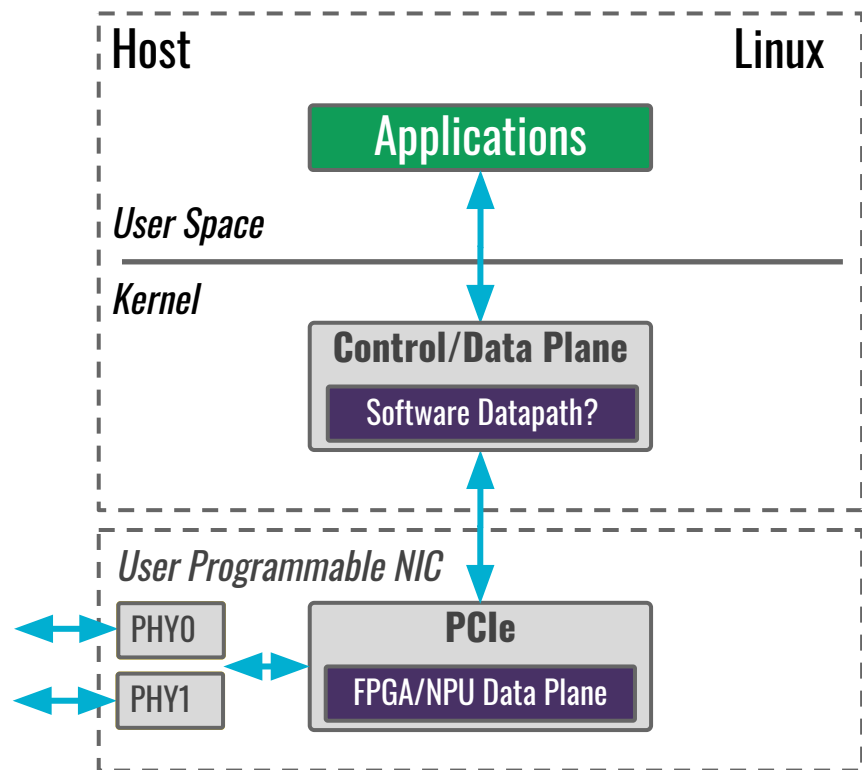 Host
Linux
Applications
User Space
Kernel
Control/Data Plane
Software Datapath?
User Programmable NIC
PHY0
PCIe
PHY1
FPGA/NPU Data Plane